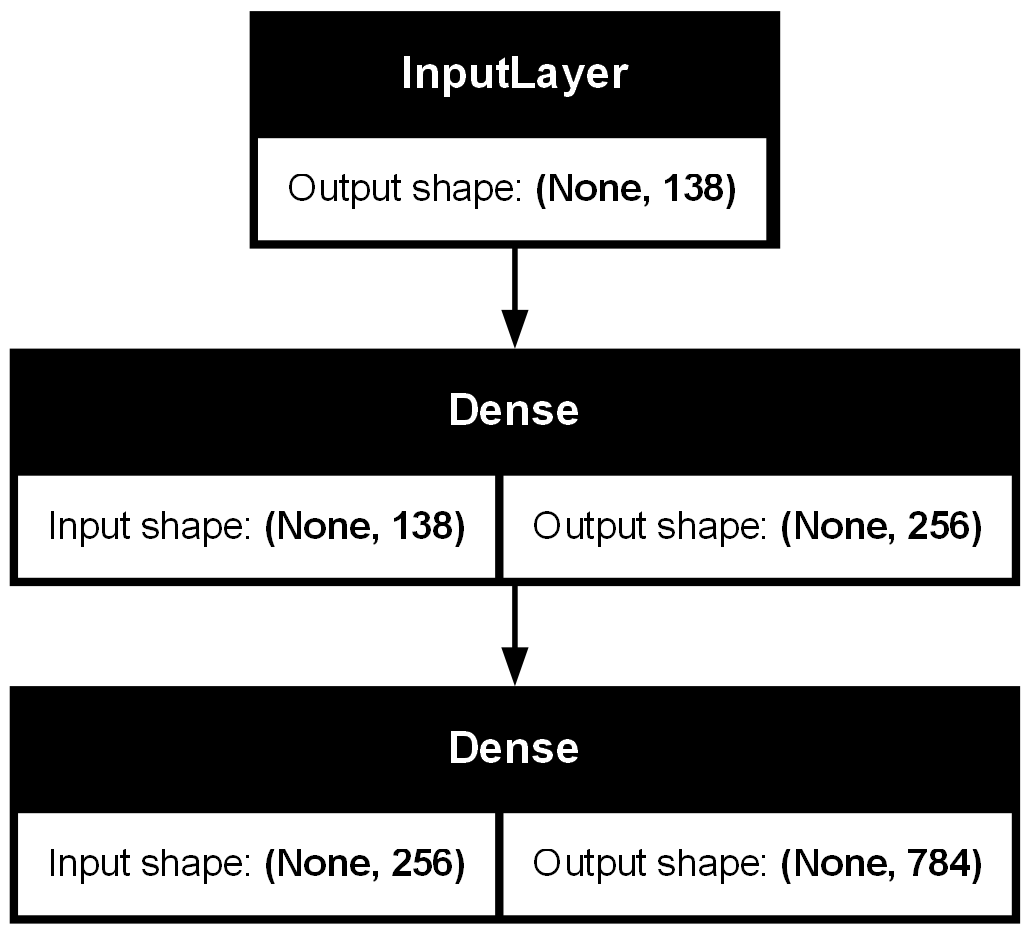 InputLayer
Output shape: (None, 138)
Dense
Input shape: (None, 138) Output shape: (None, 256)
Dense
Input shape: (None, 256) Output shape: (None, 784)